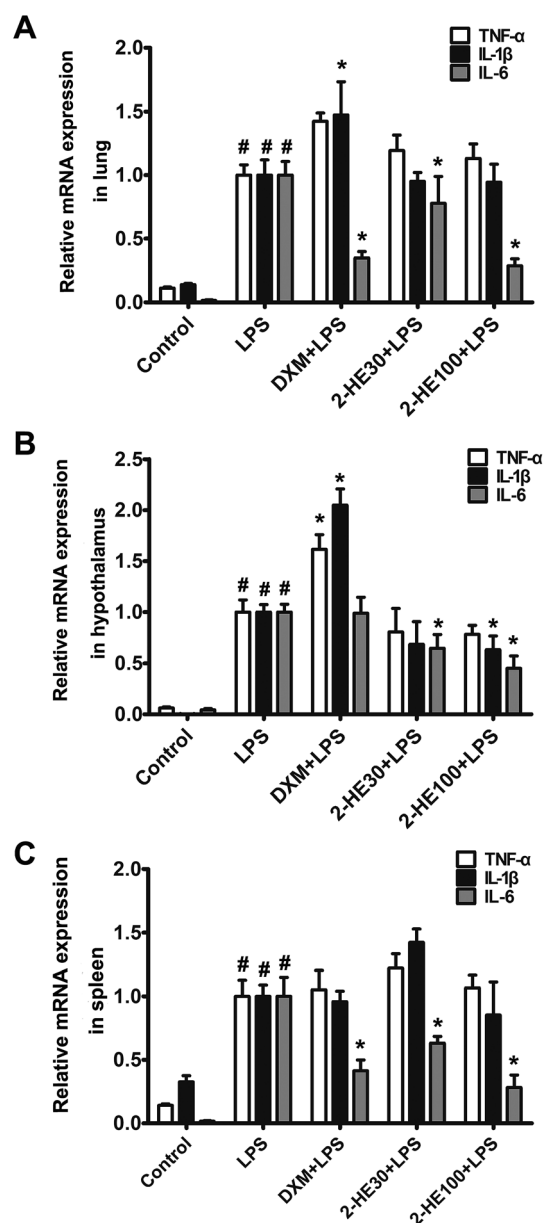 A
TNF-α
IL-1β
IL-6
Relative mRNA expression
in lung
2.0
1.5
1.0
0.5
0.0
# # #
*
*
*
*
Control
LPS
DXM+LPS
2-HE30+LPS
2-HE100+LPS
B
TNF-α
IL-1β
IL-6
Relative mRNA expression
in hypothalamus
2.5
2.0
1.5
1.0
0.5
0.0
# # #
* *
*
* *
Control
LPS
DXM+LPS
2-HE30+LPS
2-HE100+LPS
C
TNF-α
IL-1β
IL-6
Relative mRNA expression
in spleen
2.0
1.5
1.0
0.5
0.0
# # #
*
*
*
Control
LPS
DXM+LPS
2-HE30+LPS
2-HE100+LPS